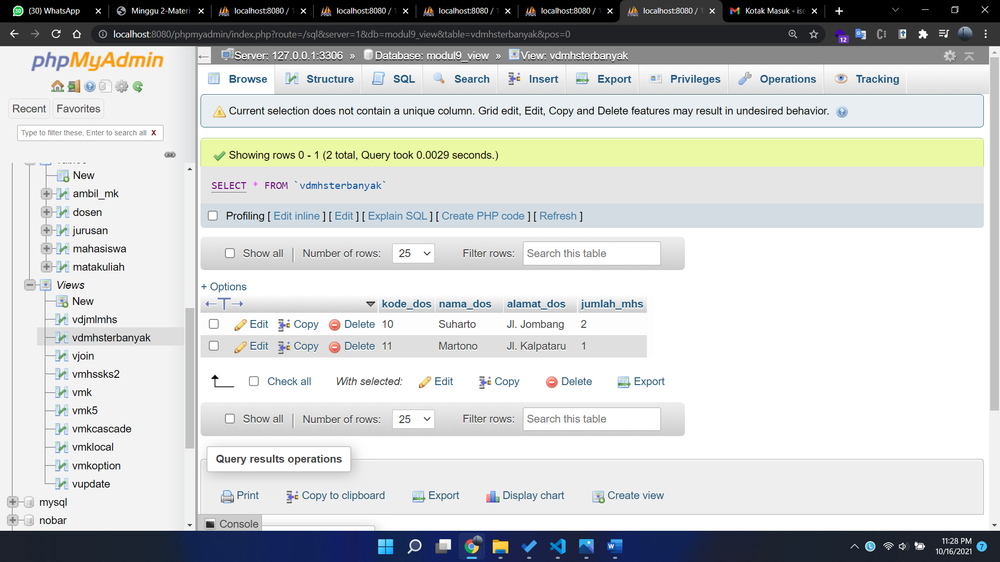 (30) WhatsApp
Minggu 2-Materi
localhost:8080 / 1
localhost:8080 / 1
localhost:8080 / 1
localhost:8080 / 1
localhost:8080 / 1
Kotak Masuk - ise
localhost:8080/phpmyadmin/index.php?route=/sql&server=1&db=modul9_view&table=vdmhsterbanyak&pos=0
12
phpMyAdmin
Recent
Favorites
Type to filter these, Enter to search all X
New
ambil_mk
dosen
jurusan
mahasiswa
matakuliah
Views
New
vdjmlmhs
vdmhsterbanyak
vjoin
vmhssks2
vmk
vmk5
vmkcascade
vmklocal
vmkoption
vupdate
mysql
nobar
Server: 127.0.0.1:3306 » Database: modul9_view » View: vdmhsterbanyak
Browse Structure SQL Search Insert Export Privileges Operations Tracking
Current selection does not contain a unique column. Grid edit, Edit, Copy and Delete features may result in undesired behavior.
Showing rows 0 - 1 (2 total, Query took 0.0029 seconds.)
SELECT * FROM `vdmhsterbanyak`
Profiling [ Edit inline ] [ Edit ] [ Explain SQL ] [ Create PHP code ] [ Refresh ]
Show all | Number of rows: 25 Filter rows: Search this table
+ Options
←T→ kode_dos nama_dos alamat_dos jumlah_mhs
Edit Copy Delete 10 Suharto Jl. Jombang 2
Edit Copy Delete 11 Martono Jl. Kalpataru 1
Check all With selected: Edit Copy Delete Export
Show all | Number of rows: 25 Filter rows: Search this table
Query results operations
Print Copy to clipboard Export Display chart Create view
Console
11:28 PM
10/16/2021
7